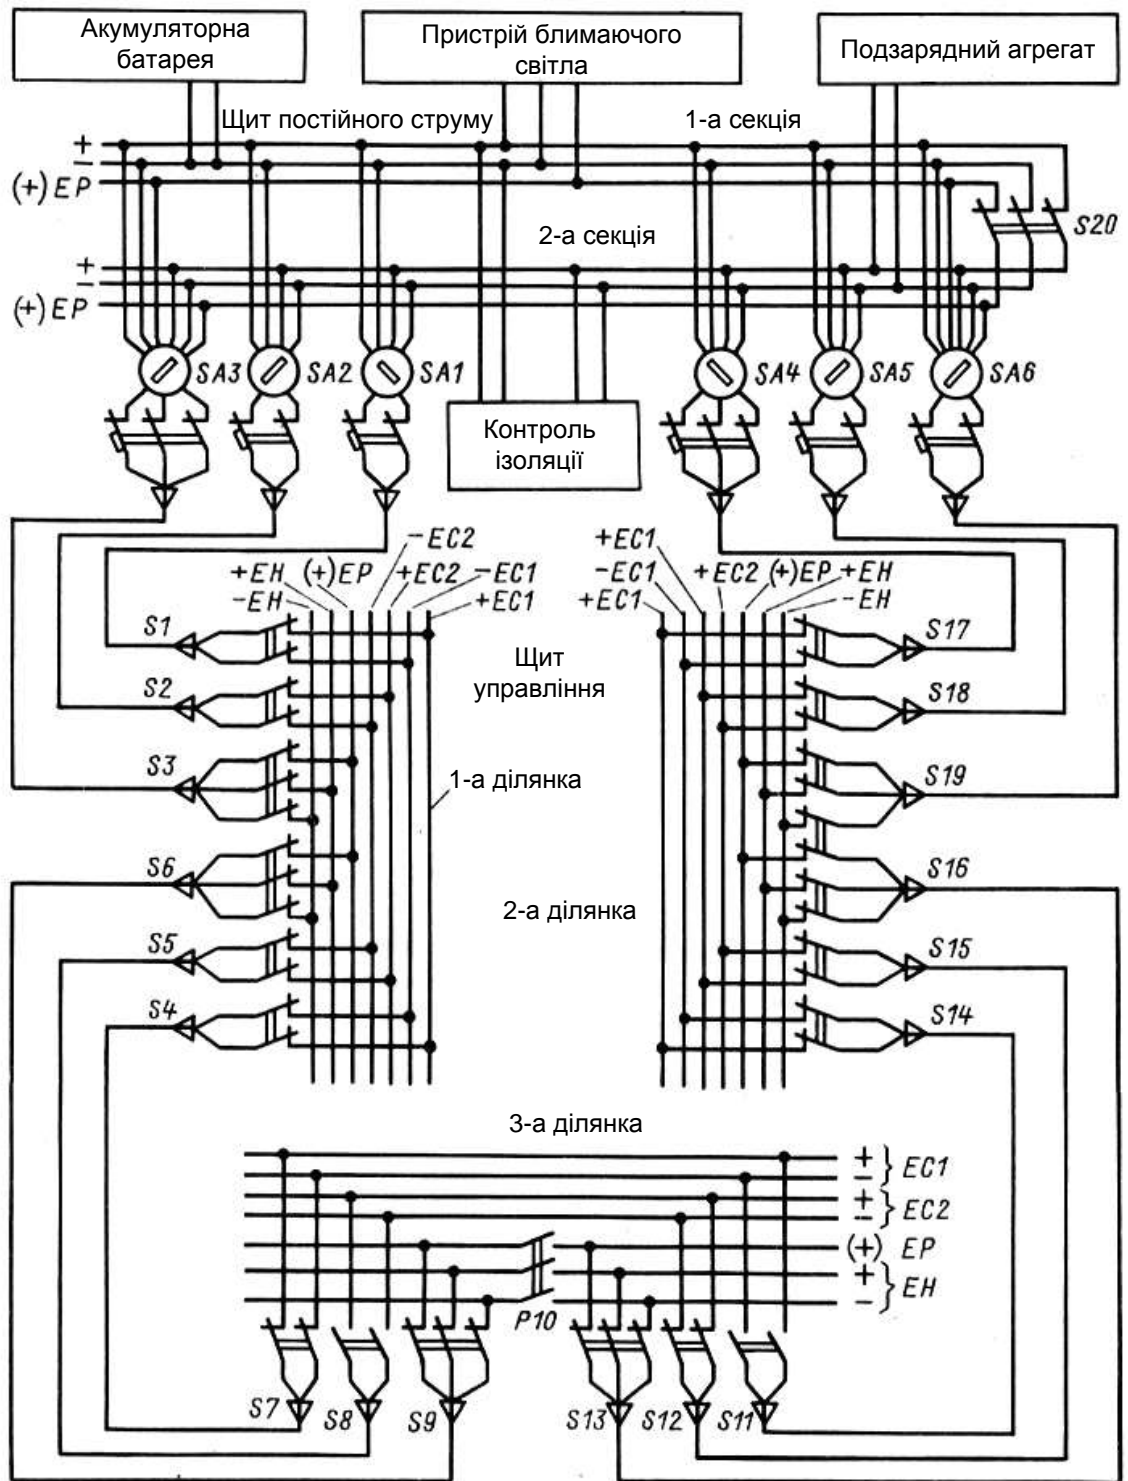 Акумуляторна
батарея
Пристрій блимаючого
світла
Подзарядний агрегат
Щит постійного струму
1-а секція
+
−
(+) EP
S20
2-а секція
+
−
(+) EP
SA3
SA2
SA1
SA4
SA5
SA6
Контроль
ізоляції
−EC2
+EH
(+)EP
+EC2
−EC1
−EH
+EC1
+EC1
−EC1
+EC2
(+)EP
+EH
+EC1
−EH
S1
S17
Щит
управління
S2
S18
S3
S19
1-а ділянка
S6
S16
2-а ділянка
S5
S15
S4
S14
3-а ділянка
+
− } EC1
+
− } EC2
(+) EP
+
− } EH
P10
S7
S8
S9
S13
S12
S11